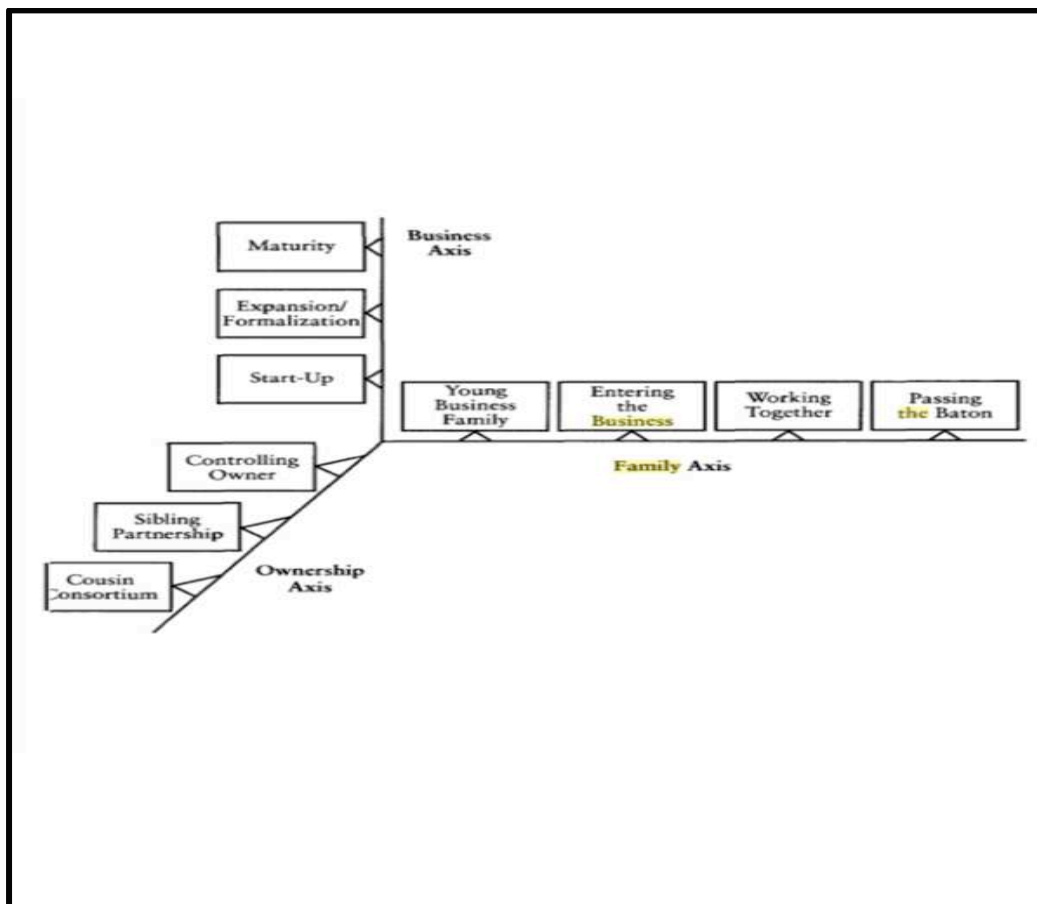 Maturity
Business
Axis
Expansion/
Formalization
Start-Up
Young
Business
Family
Entering
the
Business
Working
Together
Passing
the Baton
Controlling
Owner
Family Axis
Sibling
Partnership
Ownership
Axis
Cousin
Consortium